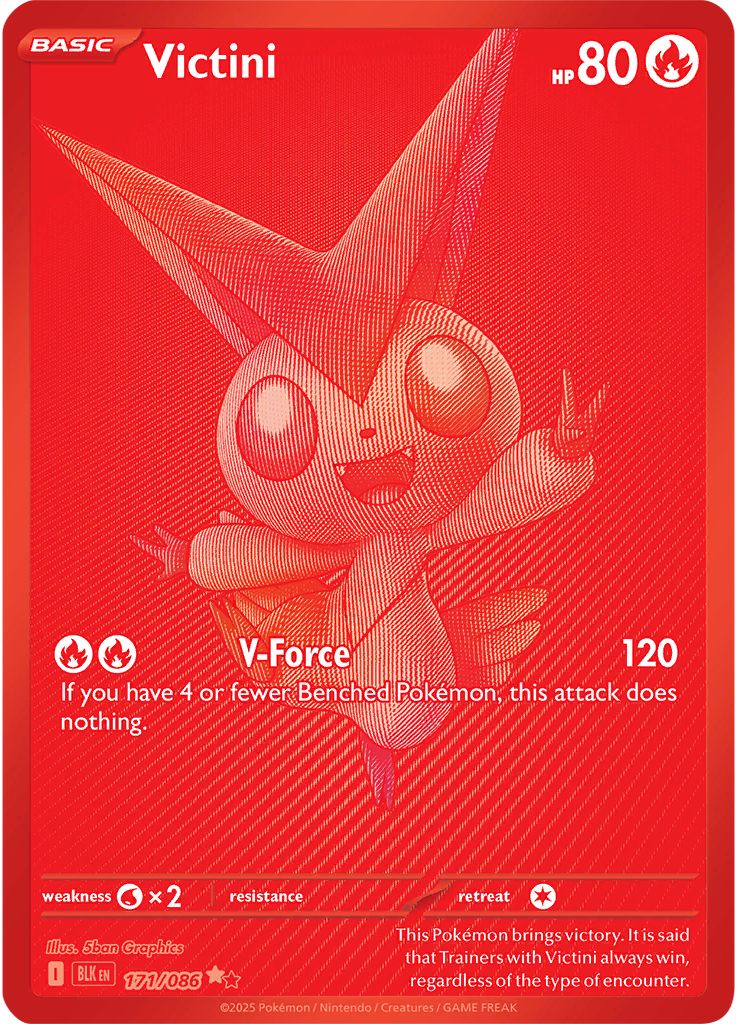 BASIC
Victini
HP 80
V-Force 120
If you have 4 or fewer Benched Pokémon, this attack does
nothing.
weakness ×2 resistance retreat
Illus. 5ban Graphics
I BLK EN 171/086
This Pokémon brings victory. It is said
that Trainers with Victini always win,
regardless of the type of encounter.
©2025 Pokémon / Nintendo / Creatures / GAME FREAK